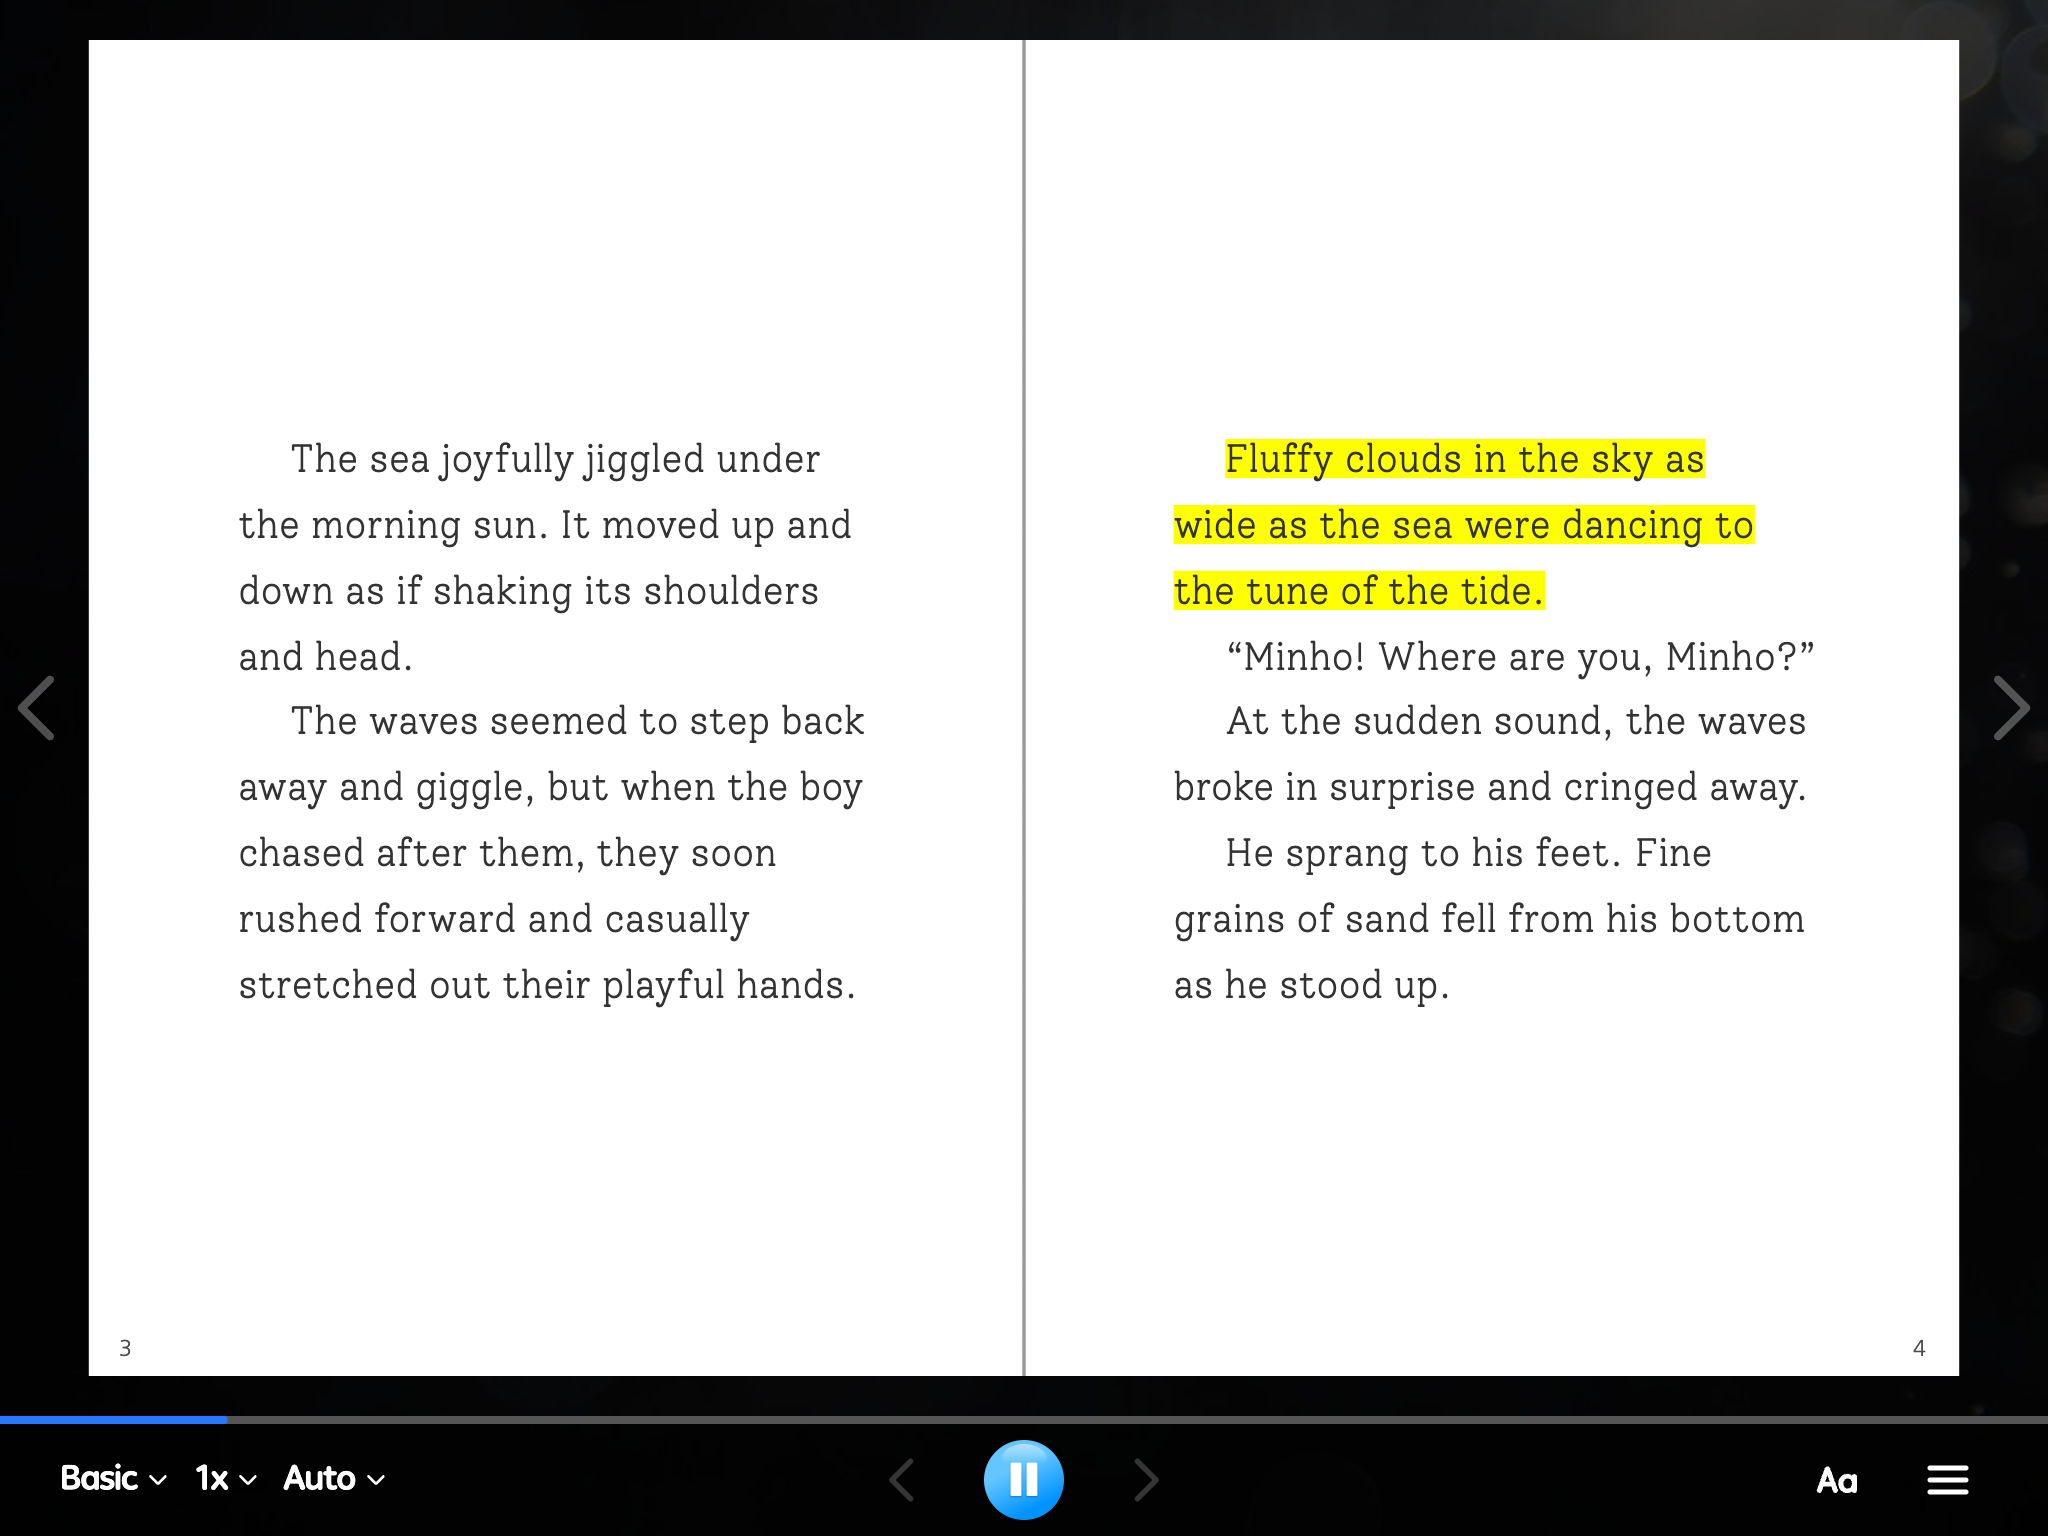 The sea joyfully jiggled under
the morning sun. It moved up and
down as if shaking its shoulders
and head.
The waves seemed to step back
away and giggle, but when the boy
chased after them, they soon
rushed forward and casually
stretched out their playful hands.
3
Fluffy clouds in the sky as
wide as the sea were dancing to
the tune of the tide.
“Minho! Where are you, Minho?”
At the sudden sound, the waves
broke in surprise and cringed away.
He sprang to his feet. Fine
grains of sand fell from his bottom
as he stood up.
4
Basic 1x Auto Aa